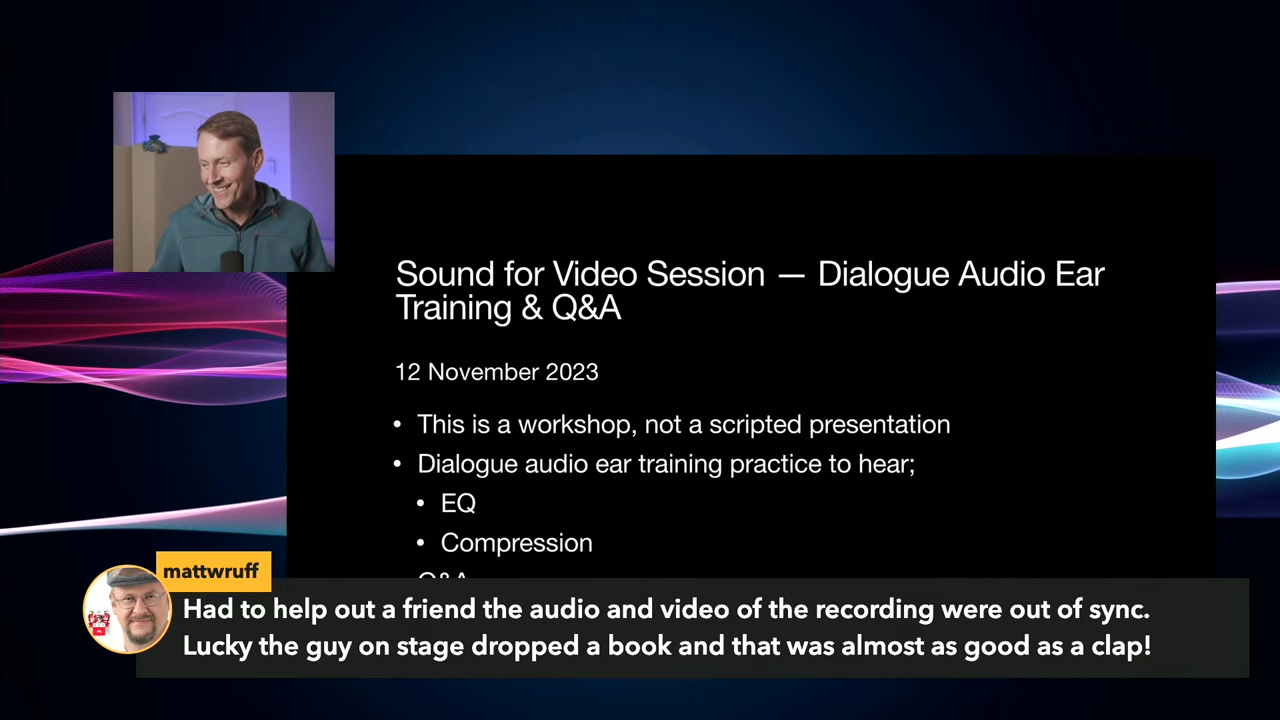 Sound for Video Session — Dialogue Audio Ear
Training & Q&A
12 November 2023
• This is a workshop, not a scripted presentation
• Dialogue audio ear training practice to hear;
• EQ
• Compression
Q&A
mattwruff
Had to help out a friend the audio and video of the recording were out of sync.
Lucky the guy on stage dropped a book and that was almost as good as a clap!